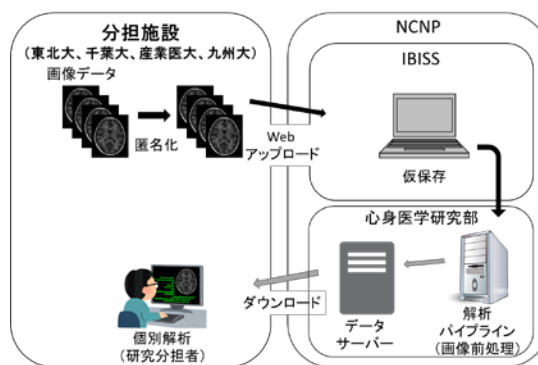 分担施設
(東北大、千葉大、産業医大、九州大)
画像データ
匿名化
Web
アップロード
NCNP
IBISS
仮保存
心身医学研究部
解析
パイプライン
(画像前処理)
データ
サーバー
ダウンロード
個別解析
(研究分担者)